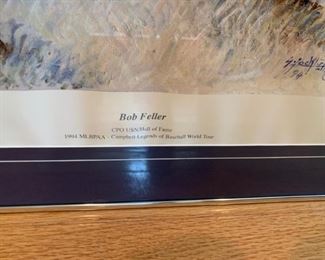 Bob Feller
CPO USN/Hall of Fame
1994 MLBPAA - Campbell Legends of Baseball World Tour